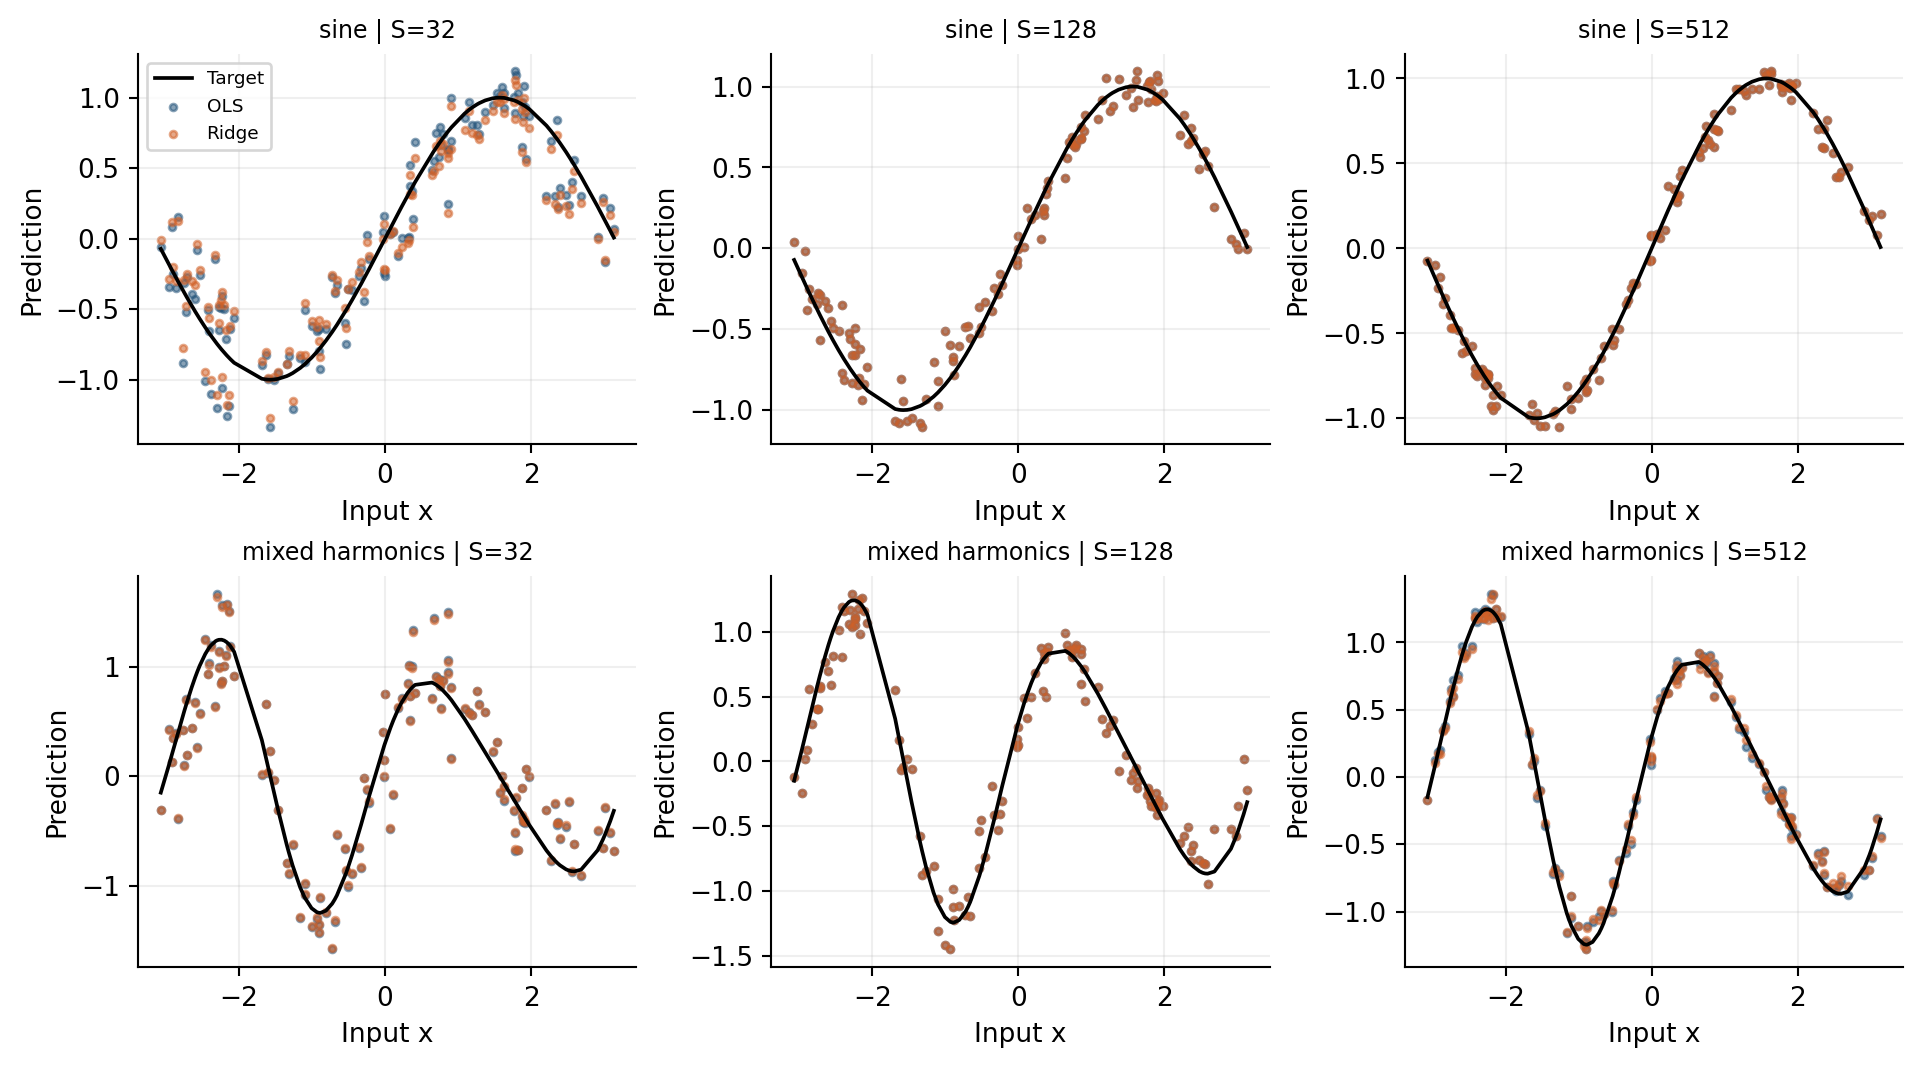 sine | S=32
Target
OLS
Ridge
Prediction
1.0
0.5
0.0
−0.5
−1.0
−2
0
2
Input x
sine | S=128
Prediction
1.0
0.5
0.0
−0.5
−1.0
−2
0
2
Input x
sine | S=512
Prediction
1.0
0.5
0.0
−0.5
−1.0
−2
0
2
Input x
mixed harmonics | S=32
Prediction
1
0
−1
−2
0
2
Input x
mixed harmonics | S=128
Prediction
1.0
0.5
0.0
−0.5
−1.0
−1.5
−2
0
2
Input x
mixed harmonics | S=512
Prediction
1.0
0.5
0.0
−0.5
−1.0
−2
0
2
Input x